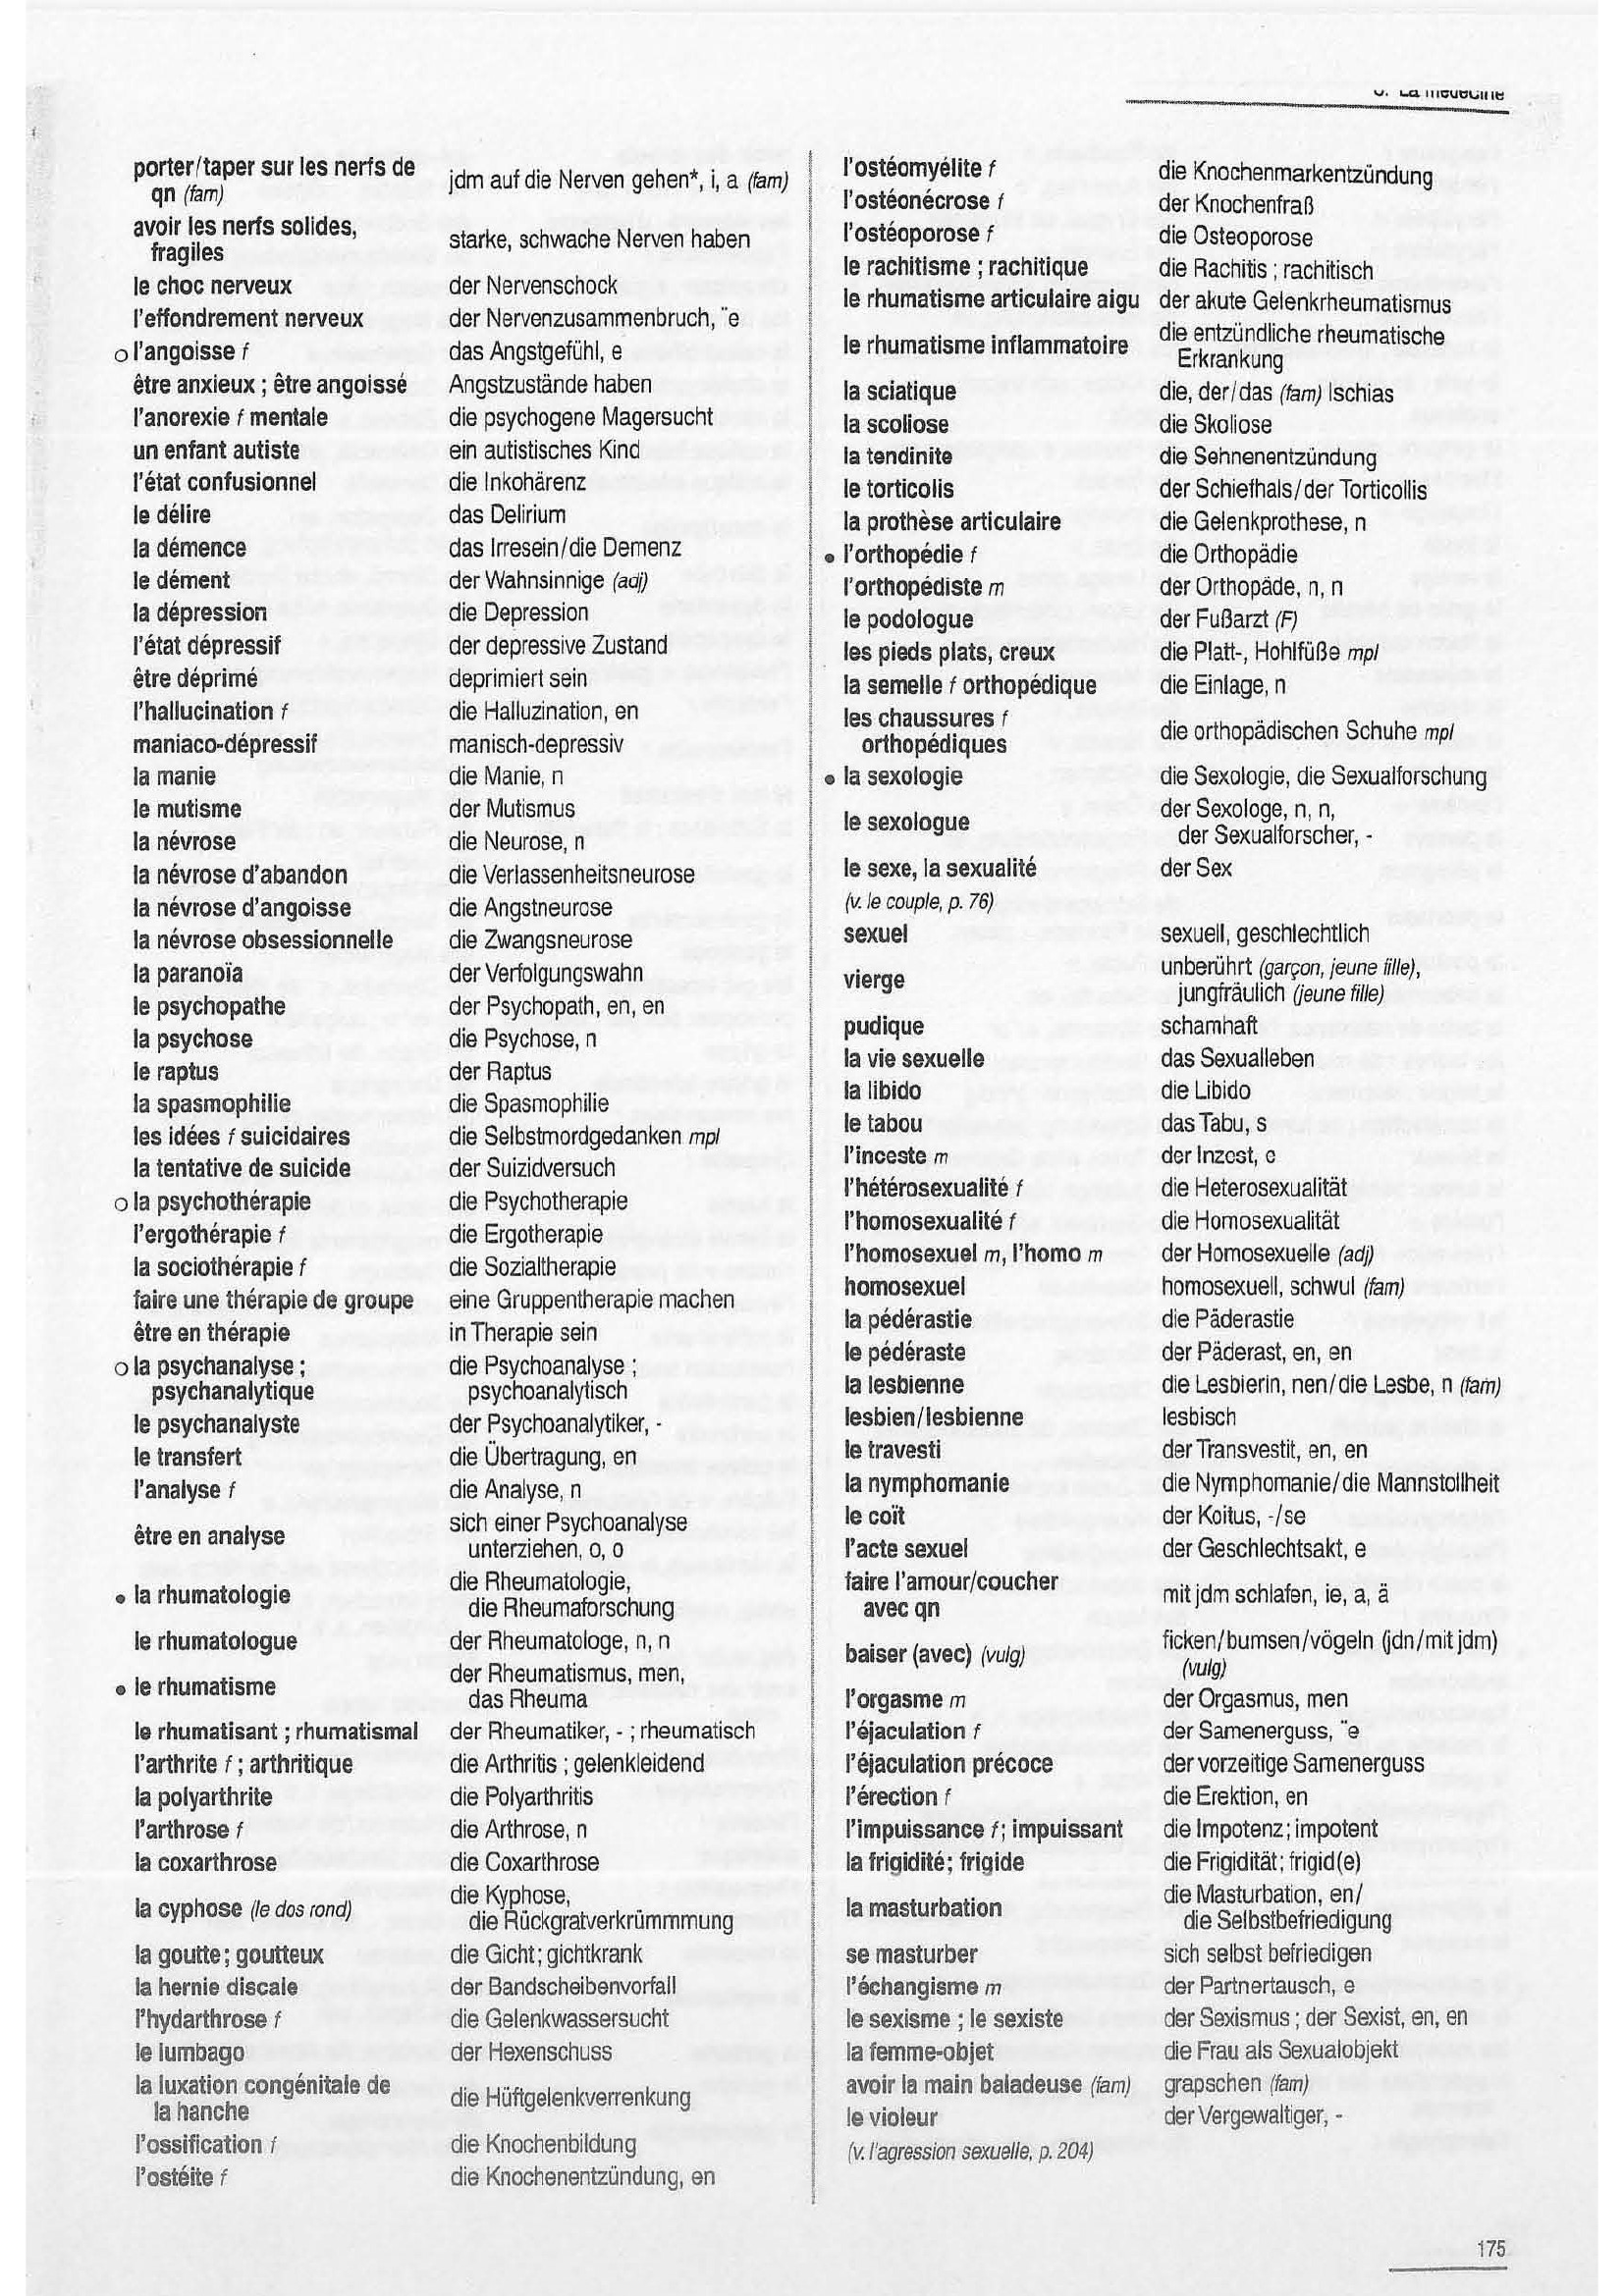 La médecine
porter/taper sur les nerfs de
qn (fam)
jdm auf die Nerven gehen*, i, a (fam)
avoir les nerfs solides,
fragiles
starke, schwache Nerven haben
le choc nerveux der Nervenschock
l'effondrement nerveux der Nervenzusammenbruch, ¨e
o l'angoisse f das Angstgefühl, e
être anxieux ; être angoissé Angstzustände haben
l'anorexie f mentale die psychogene Magersucht
un enfant autiste ein autistisches Kind
l'état confusionnel die Inkohärenz
le délire das Delirium
la démence das Irresein/die Demenz
le dément der Wahnsinnige (adj)
la dépression die Depression
l'état dépressif der depressive Zustand
être déprimé deprimiert sein
l'hallucination f die Halluzination, en
maniaco-dépressif manisch-depressiv
la manie die Manie, n
le mutisme der Mutismus
la névrose die Neurose, n
la névrose d'abandon die Verlassenheitsneurose
la névrose d'angoisse die Angstneurose
la névrose obsessionnelle die Zwangsneurose
la paranoïa der Verfolgungswahn
le psychopathe der Psychopath, en, en
la psychose die Psychose, n
le raptus der Raptus
la spasmophilie die Spasmophilie
les idées f suicidaires die Selbstmordgedanken mpl
la tentative de suicide der Suizidversuch
o la psychothérapie die Psychotherapie
l'ergothérapie f die Ergotherapie
la sociothérapie f die Sozialtherapie
faire une thérapie de groupe eine Gruppentherapie machen
être en thérapie in Therapie sein
o la psychanalyse ; die Psychoanalyse ;
psychanalytique psychoanalytisch
le psychanalyste der Psychoanalytiker, -
le transfert die Übertragung, en
l'analyse f die Analyse, n
être en analyse
sich einer Psychoanalyse
unterziehen, o, o
• la rhumatologie
die Rheumatologie,
die Rheumaforschung
le rhumatologue der Rheumatologe, n, n
• le rhumatisme
der Rheumatismus, men,
das Rheuma
le rhumatisant ; rhumatismal der Rheumatiker, - ; rheumatisch
l'arthrite f ; arthritique die Arthritis ; gelenkleidend
la polyarthrite die Polyarthritis
l'arthrose f die Arthrose, n
la coxarthrose die Coxarthrose
la cyphose (le dos rond)
die Kyphose,
die Rückgratverkrümmmung
la goutte ; goutteux die Gicht ; gichtkrank
la hernie discale der Bandscheibenvorfall
l'hydarthrose f die Gelenkwassersucht
le lumbago der Hexenschuss
la luxation congénitale de
la hanche
die Hüftgelenkverrenkung
l'ossification f die Knochenbildung
l'ostéite f die Knochenentzündung, en
l'ostéomyélite f die Knochenmarkentzündung
l'ostéonécrose f der Knochenfraß
l'ostéoporose f die Osteoporose
le rachitisme ; rachitique die Rachitis ; rachitisch
le rhumatisme articulaire aigu der akute Gelenkrheumatismus
le rhumatisme inflammatoire
die entzündliche rheumatische
Erkrankung
la sciatique die, der/das (fam) Ischias
la scoliose die Skoliose
la tendinite die Sehnenentzündung
le torticolis der Schiefhals/der Torticollis
la prothèse articulaire die Gelenkprothese, n
• l'orthopédie f die Orthopädie
l'orthopédiste m der Orthopäde, n, n
le podologue der Fußarzt (F)
les pieds plats, creux die Platt-, Hohlfüße mpl
la semelle f orthopédique die Einlage, n
les chaussures f
orthopédiques
die orthopädischen Schuhe mpl
• la sexologie die Sexologie, die Sexualforschung
le sexologue
der Sexologe, n, n,
der Sexualforscher, -
le sexe, la sexualité der Sex
(v. le couple, p. 76)
sexuel sexuell, geschlechtlich
vierge
unberührt (garçon, jeune fille),
jungfräulich (jeune fille)
pudique schamhaft
la vie sexuelle das Sexualleben
la libido die Libido
le tabou das Tabu, s
l'inceste m der Inzest, e
l'hétérosexualité f die Heterosexualität
l'homosexualité f die Homosexualität
l'homosexuel m, l'homo m der Homosexuelle (adj)
homosexuel homosexuell, schwul (fam)
la pédérastie die Päderastie
le pédéraste der Päderast, en, en
la lesbienne die Lesbierin, nen/die Lesbe, n (fam)
lesbien/lesbienne lesbisch
le travesti der Transvestit, en, en
la nymphomanie die Nymphomanie/die Mannstollheit
le coït der Koitus, -/se
l'acte sexuel der Geschlechtsakt, e
faire l'amour/coucher
avec qn
mit jdm schlafen, ie, a, ä
baiser (avec) (vulg)
ficken/bumsen/vögeln (jdn/mit jdm)
(vulg)
l'orgasme m der Orgasmus, men
l'éjaculation f der Samenerguss, ¨e
l'éjaculation précoce der vorzeitige Samenerguss
l'érection f die Erektion, en
l'impuissance f ; impuissant die Impotenz ; impotent
la frigidité ; frigide die Frigidität ; frigid(e)
la masturbation
die Masturbation, en/
die Selbstbefriedigung
se masturber sich selbst befriedigen
l'échangisme m der Partnertausch, e
le sexisme ; le sexiste der Sexismus ; der Sexist, en, en
la femme-objet die Frau als Sexualobjekt
avoir la main baladeuse (fam) grapschen (fam)
le violeur der Vergewaltiger, -
(v. l'agression sexuelle, p. 204)
175